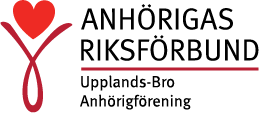 ANHÖRIGAS
RIKSFÖRBUND
Upplands-Bro
Anhörigförening